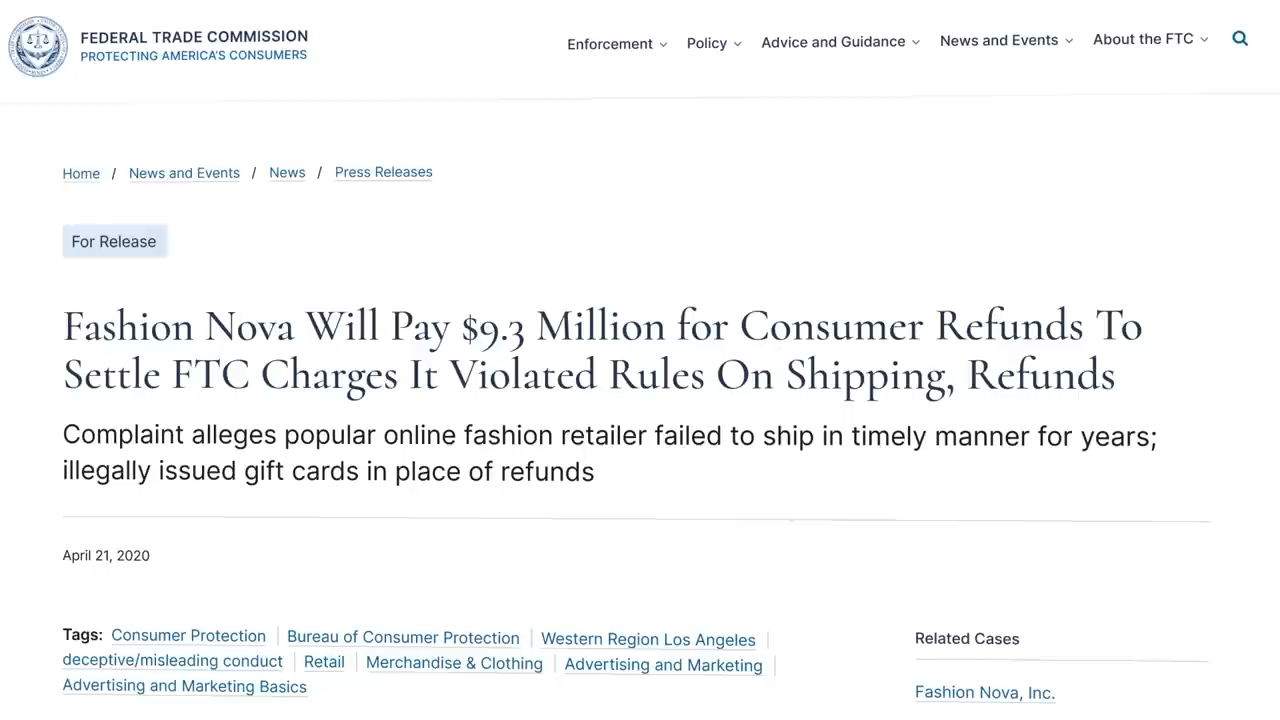 FEDERAL TRADE COMMISSION
PROTECTING AMERICA'S CONSUMERS
Enforcement Policy Advice and Guidance News and Events About the FTC
Home / News and Events / News / Press Releases
For Release
Fashion Nova Will Pay $9.3 Million for Consumer Refunds To
Settle FTC Charges It Violated Rules On Shipping, Refunds
Complaint alleges popular online fashion retailer failed to ship in timely manner for years;
illegally issued gift cards in place of refunds
April 21, 2020
Tags: Consumer Protection | Bureau of Consumer Protection | Western Region Los Angeles |
deceptive/misleading conduct | Retail | Merchandise & Clothing | Advertising and Marketing |
Advertising and Marketing Basics
Related Cases
Fashion Nova, Inc.